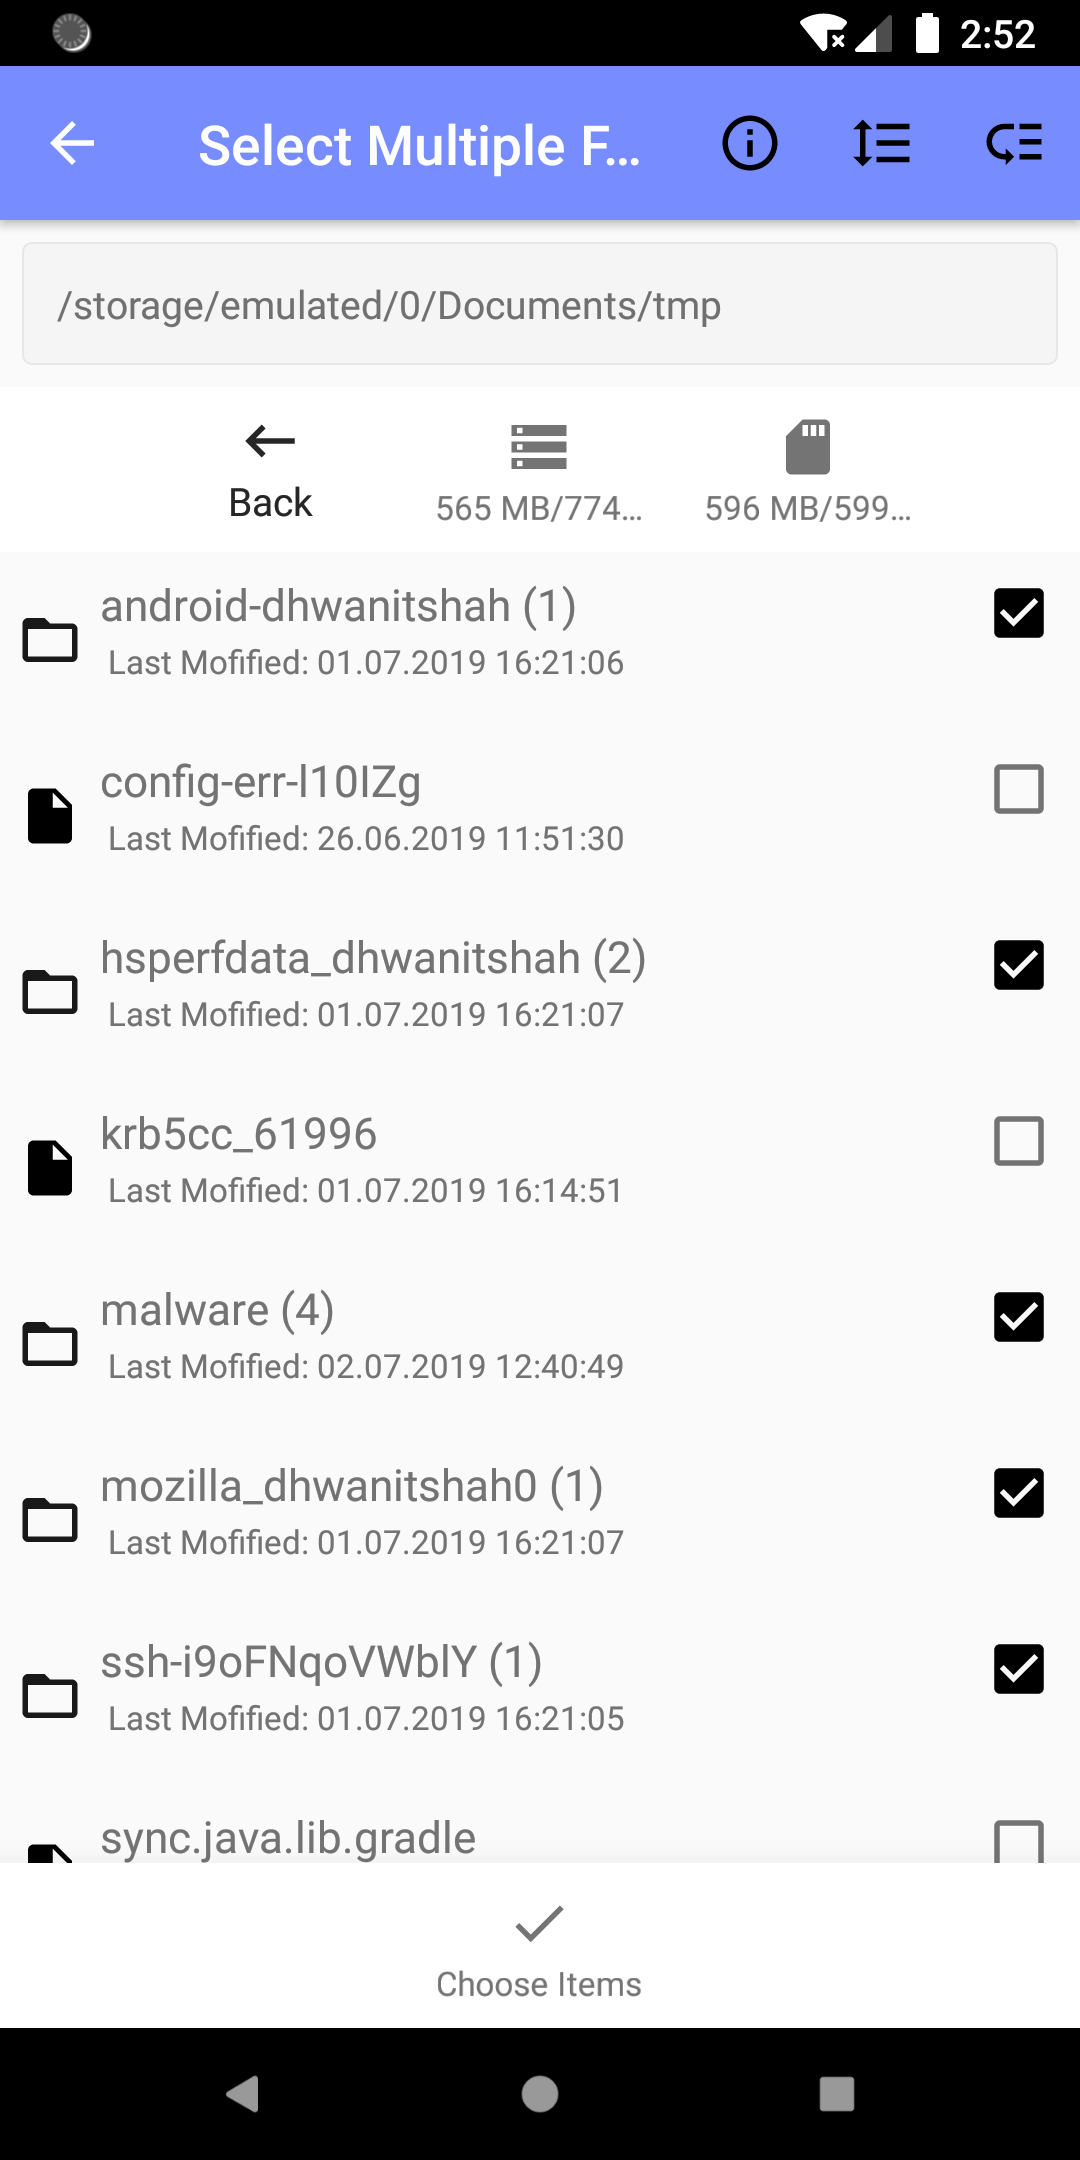 2:52
Select Multiple F...
/storage/emulated/0/Documents/tmp
Back
565 MB/774...
596 MB/599...
android-dhwanitshah (1)
Last Mofified: 01.07.2019 16:21:06
config-err-l10IZg
Last Mofified: 26.06.2019 11:51:30
hsperfdata_dhwanitshah (2)
Last Mofified: 01.07.2019 16:21:07
krb5cc_61996
Last Mofified: 01.07.2019 16:14:51
malware (4)
Last Mofified: 02.07.2019 12:40:49
mozilla_dhwanitshah0 (1)
Last Mofified: 01.07.2019 16:21:07
ssh-i9oFNqoVWblY (1)
Last Mofified: 01.07.2019 16:21:05
sync.java.lib.gradle
Choose Items